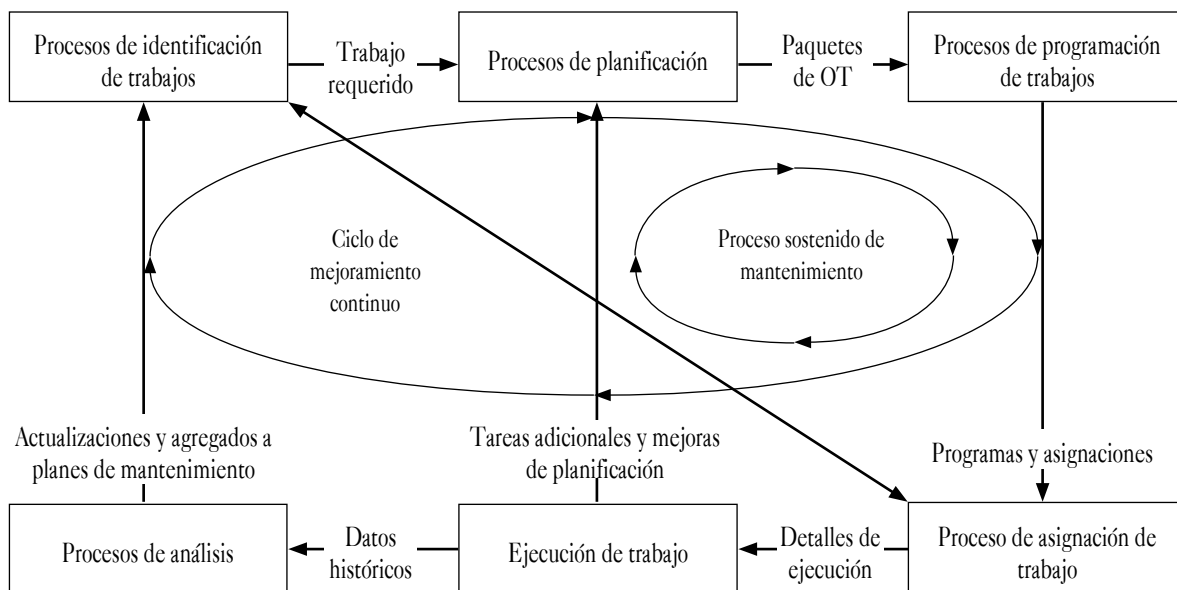 Procesos de identificación
de trabajos
Trabajo
requerido
Procesos de planificación
Paquetes
de OT
Procesos de programación
de trabajos
Ciclo de
mejoramiento
continuo
Proceso sostenido de
mantenimiento
Actualizaciones y agregados a
planes de mantenimiento
Tareas adicionales y mejoras
de planificación
Programas y asignaciones
Procesos de análisis
Datos
históricos
Ejecución de trabajo
Detalles de
ejecución
Proceso de asignación de
trabajo